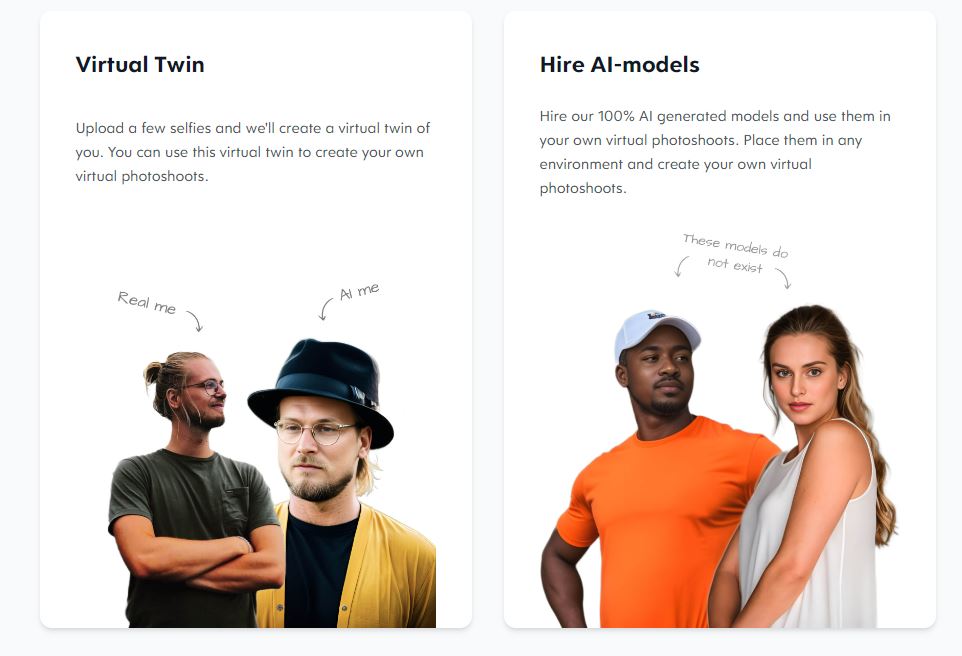 Virtual Twin
Upload a few selfies and we'll create a virtual twin of
you. You can use this virtual twin to create your own
virtual photoshoots.
Real me
AI me
Hire AI-models
Hire our 100% AI generated models and use them in
your own virtual photoshoots. Place them in any
environment and create your own virtual
photoshoots.
These models do
not exist